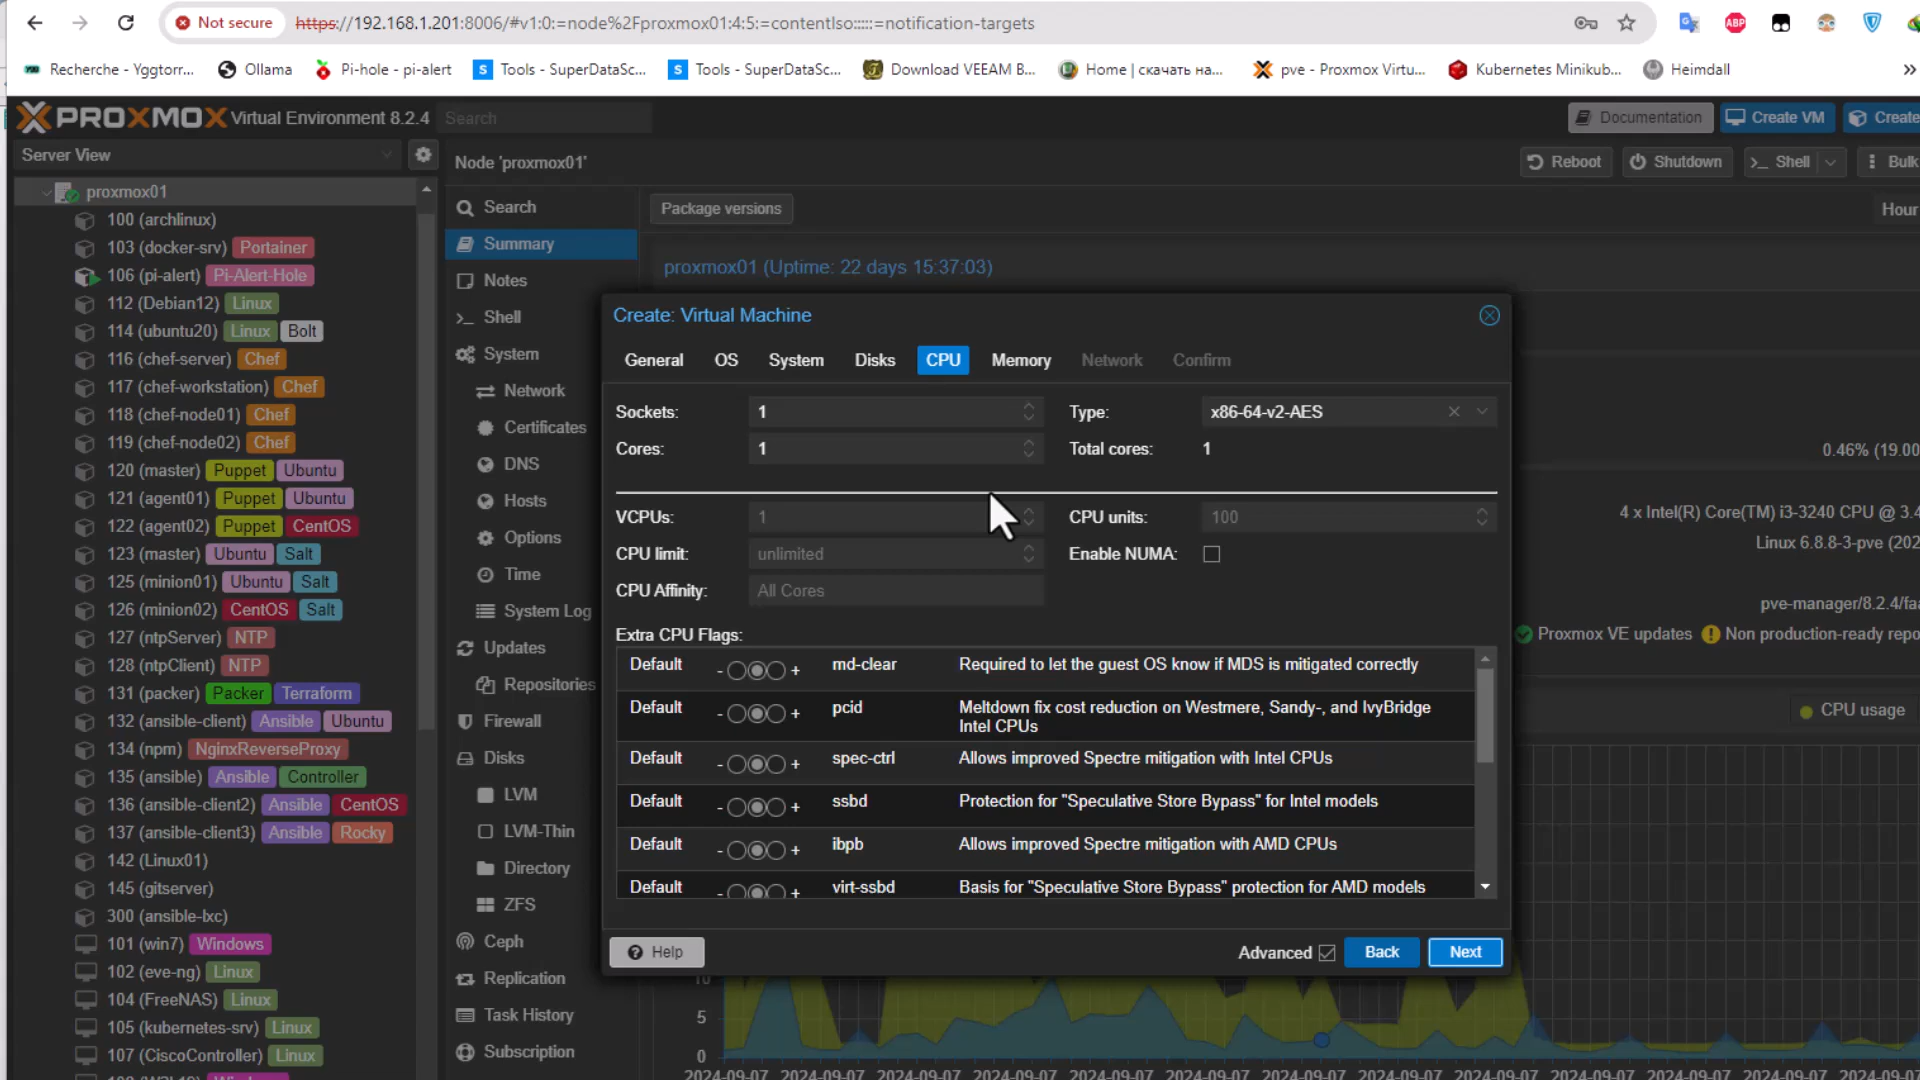 Not secure https://192.168.1.201:8006/#v1:0:=node%2Fproxmox01:4:5:=contentIso:::::=notification-targets ABP
Recherche - Yggtorr... Ollama Pi-hole - pi-alert Tools - SuperDataSc... Tools - SuperDataSc... Download VEEAM B... Home | скачать на... pve - Proxmox Virtu... Kubernetes Minikub... Heimdall »
PROXMOX Virtual Environment 8.2.4 Search Documentation Create VM Create
Server View
Node 'proxmox01' Reboot Shutdown Shell Bulk
proxmox01
100 (archlinux)
103 (docker-srv) Portainer
106 (pi-alert) Pi-Alert-Hole
112 (Debian12) Linux
114 (ubuntu20) Linux Bolt
116 (chef-server) Chef
117 (chef-workstation) Chef
118 (chef-node01) Chef
119 (chef-node02) Chef
120 (master) Puppet Ubuntu
121 (agent01) Puppet Ubuntu
122 (agent02) Puppet CentOS
123 (master) Ubuntu Salt
125 (minion01) Ubuntu Salt
126 (minion02) CentOS Salt
127 (ntpServer) NTP
128 (ntpClient) NTP
131 (packer) Packer Terraform
132 (ansible-client) Ansible Ubuntu
134 (npm) NginxReverseProxy
135 (ansible) Ansible Controller
136 (ansible-client2) Ansible CentOS
137 (ansible-client3) Ansible Rocky
142 (Linux01)
145 (gitserver)
300 (ansible-lxc)
101 (win7) Windows
102 (eve-ng) Linux
104 (FreeNAS) Linux
105 (kubernetes-srv) Linux
107 (CiscoController) Linux
Search
Summary
Notes
Shell
System
Network
Certificates
DNS
Hosts
Options
Time
System Log
Updates
Repositories
Firewall
Disks
LVM
LVM-Thin
Directory
ZFS
Ceph
Replication
Task History
Subscription
Package versions
Hour
proxmox01 (Uptime: 22 days 15:37:03)
0.46% (19.00
4 x Intel(R) Core(TM) i3-3240 CPU @ 3.4
Linux 6.8.8-3-pve (202
pve-manager/8.2.4/faa
Proxmox VE updates Non production-ready repo
CPU usage
Create: Virtual Machine
General OS System Disks CPU Memory Network Confirm
Sockets: 1 Type: x86-64-v2-AES
Cores: 1 Total cores: 1
VCPUs: 1 CPU units: 100
CPU limit: unlimited Enable NUMA:
CPU Affinity: All Cores
Extra CPU Flags:
Default - + md-clear Required to let the guest OS know if MDS is mitigated correctly
Default - + pcid Meltdown fix cost reduction on Westmere, Sandy-, and IvyBridge
Intel CPUs
Default - + spec-ctrl Allows improved Spectre mitigation with Intel CPUs
Default - + ssbd Protection for "Speculative Store Bypass" for Intel models
Default - + ibpb Allows improved Spectre mitigation with AMD CPUs
Default - + virt-ssbd Basis for "Speculative Store Bypass" protection for AMD models
Help Advanced Back Next
10
5
0
2024-09-07 2024-09-07 2024-09-07 2024-09-07 2024-09-07 2024-09-07 2024-09-07 2024-09-07 2024-09-07 2024-09-07 2024-09-07 2024-09-07 2024-09-07